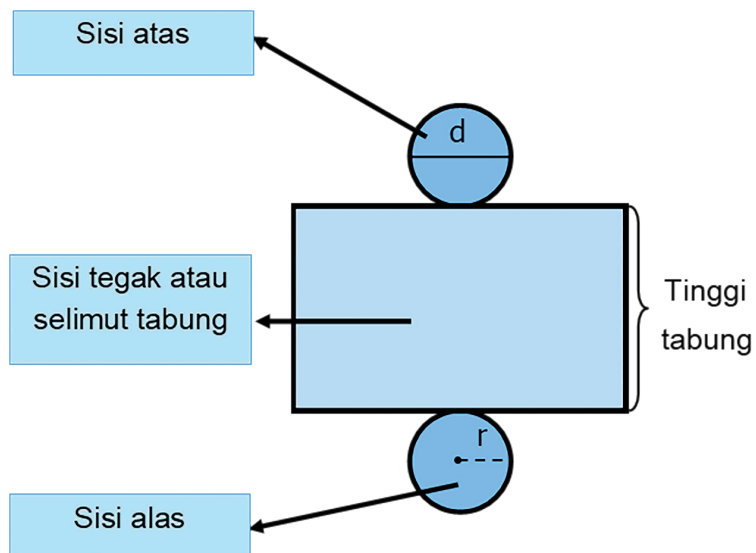 Sisi atas
d
Sisi tegak atau
selimut tabung
Tinggi
tabung
r
Sisi alas